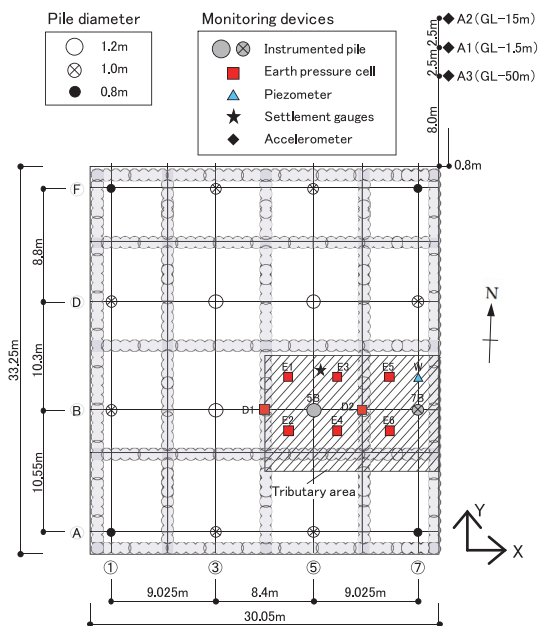 Pile diameter
1.2m
1.0m
0.8m
Monitoring devices
Instrumented pile
Earth pressure cell
Piezometer
Settlement gauges
Accelerometer
A2(GL-15m)
2.5m
A1(GL-1.5m)
2.5m
A3(GL-50m)
8.0m
0.8m
F
8.8m
D
10.3m
33.25m
N
E1
E3
E5
W
5B
7B
B
D1
D2
E2
E4
E6
10.55m
Tributary area
A
Y
X
①
③
⑤
⑦
9.025m
8.4m
9.025m
30.05m